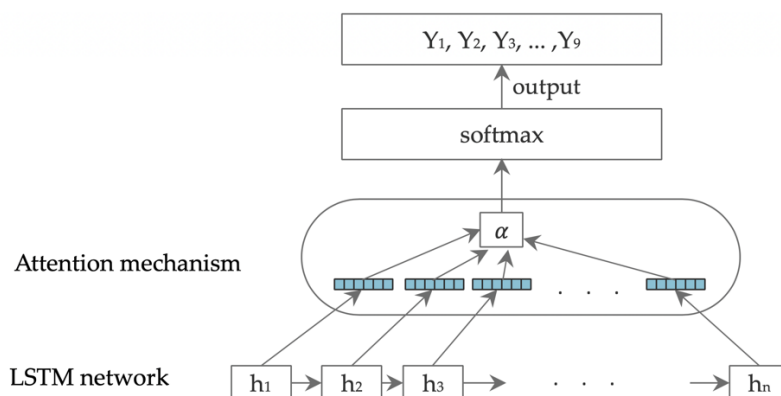 Y₁, Y₂, Y₃, ... ,Y₉
output
softmax
α
Attention mechanism
. . .
LSTM network
h₁ h₂ h₃ . . . hₙ